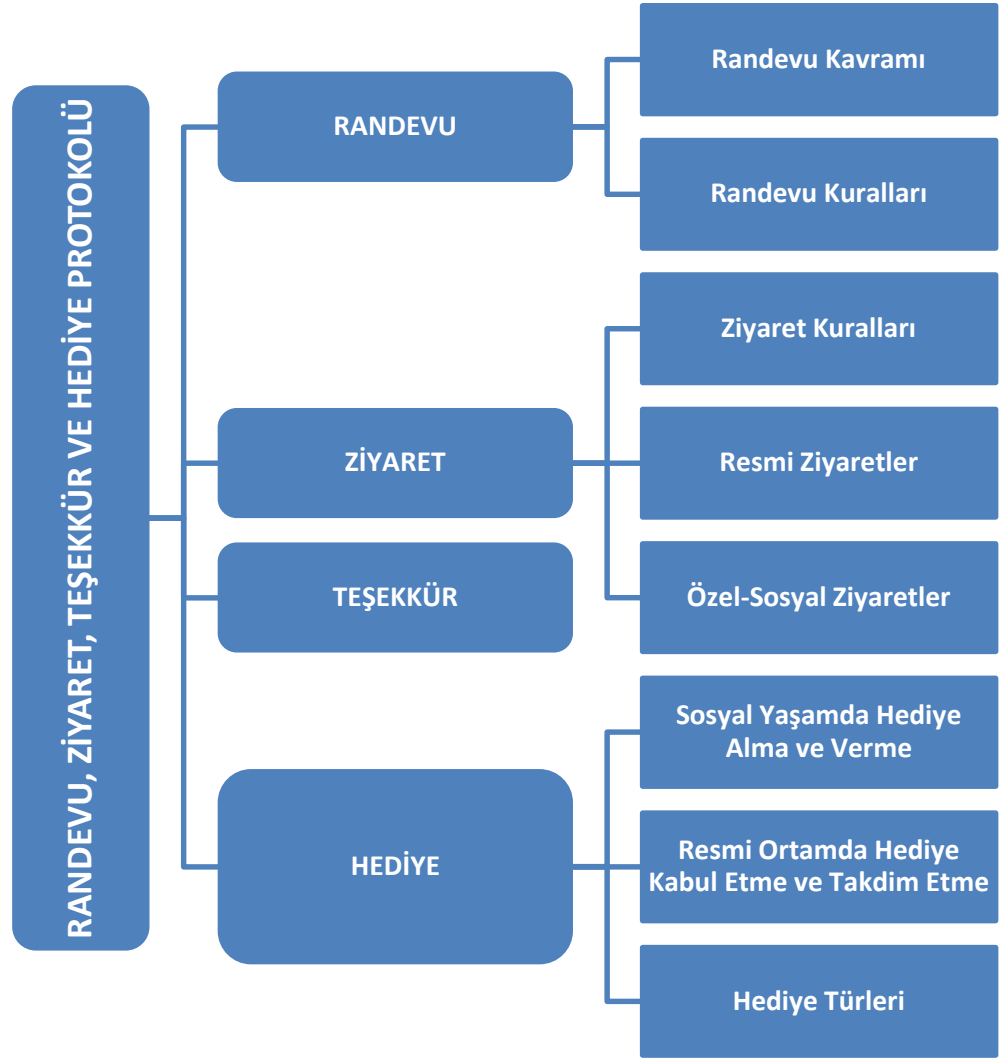 RANDEVU, ZİYARET, TEŞEKKÜR VE HEDİYE PROTOKOLÜ
RANDEVU
Randevu Kavramı
Randevu Kuralları
ZİYARET
Ziyaret Kuralları
Resmi Ziyaretler
Özel-Sosyal Ziyaretler
TEŞEKKÜR
HEDİYE
Sosyal Yaşamda Hediye
Alma ve Verme
Resmi Ortamda Hediye
Kabul Etme ve Takdim Etme
Hediye Türleri